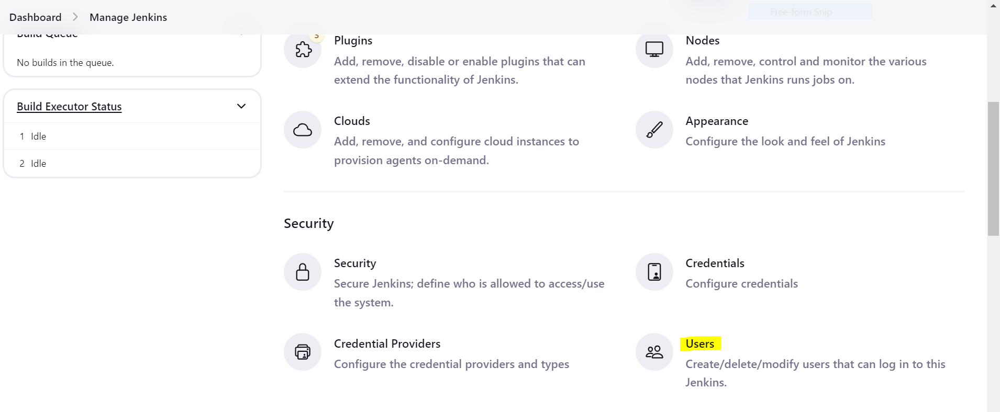 Dashboard > Manage Jenkins
Free-form Snip
Build Queue
No builds in the queue.
Build Executor Status
1 Idle
2 Idle
3
Plugins
Add, remove, disable or enable plugins that can
extend the functionality of Jenkins.
Nodes
Add, remove, control and monitor the various
nodes that Jenkins runs jobs on.
Clouds
Add, remove, and configure cloud instances to
provision agents on-demand.
Appearance
Configure the look and feel of Jenkins
Security
Security
Secure Jenkins; define who is allowed to access/use
the system.
Credentials
Configure credentials
Credential Providers
Configure the credential providers and types
Users
Create/delete/modify users that can log in to this
Jenkins.